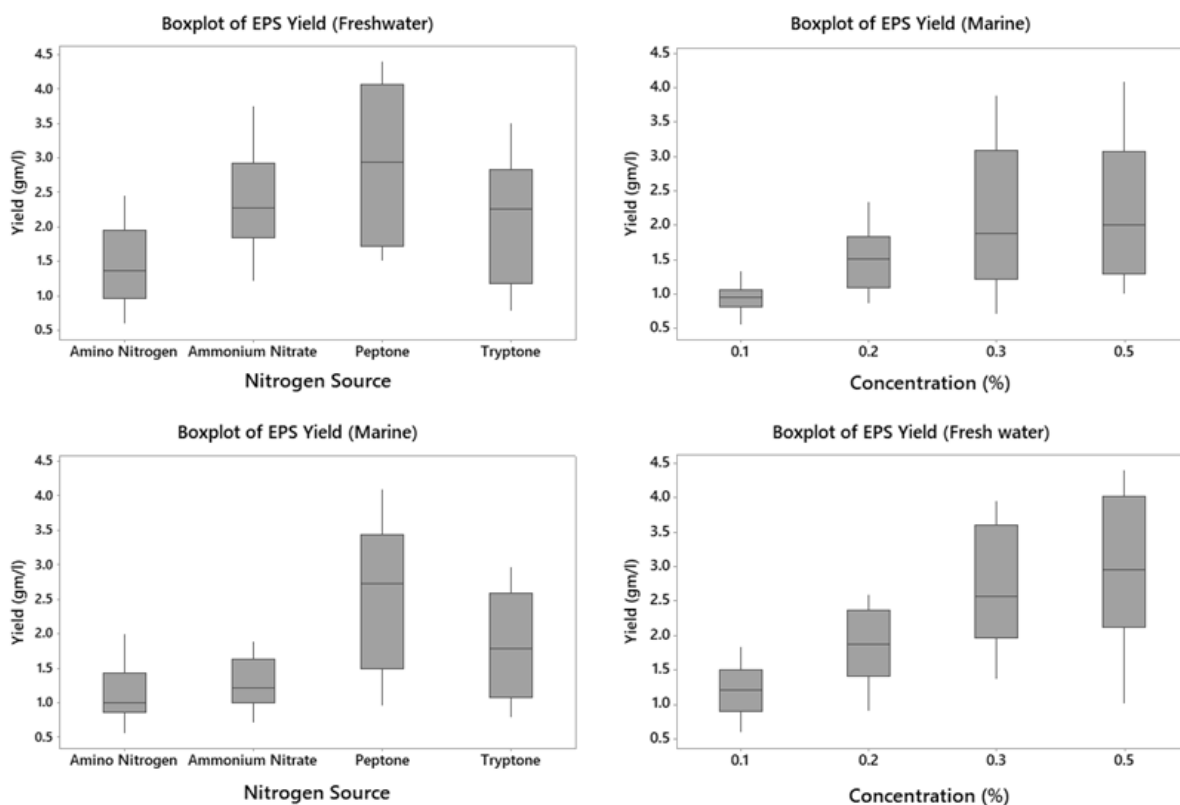 Boxplot of EPS Yield (Freshwater)
4.5
4.0
3.5
3.0
2.5
2.0
1.5
1.0
0.5
Yield (gm/l)
Amino Nitrogen Ammonium Nitrate Peptone Tryptone
Nitrogen Source
Boxplot of EPS Yield (Marine)
4.5
4.0
3.5
3.0
2.5
2.0
1.5
1.0
0.5
Yield (gm/l)
0.1 0.2 0.3 0.5
Concentration (%)
Boxplot of EPS Yield (Marine)
4.5
4.0
3.5
3.0
2.5
2.0
1.5
1.0
0.5
Yield (gm/l)
Amino Nitrogen Ammonium Nitrate Peptone Tryptone
Nitrogen Source
Boxplot of EPS Yield (Fresh water)
4.5
4.0
3.5
3.0
2.5
2.0
1.5
1.0
0.5
Yield (gm/l)
0.1 0.2 0.3 0.5
Concentration (%)